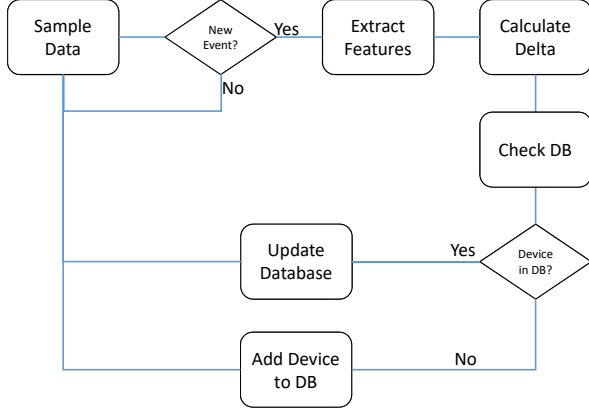 Sample
Data
New
Event?
Yes
Extract
Features
Calculate
Delta
No
Check DB
Update
Database
Yes
Device
in DB?
Add Device
to DB
No